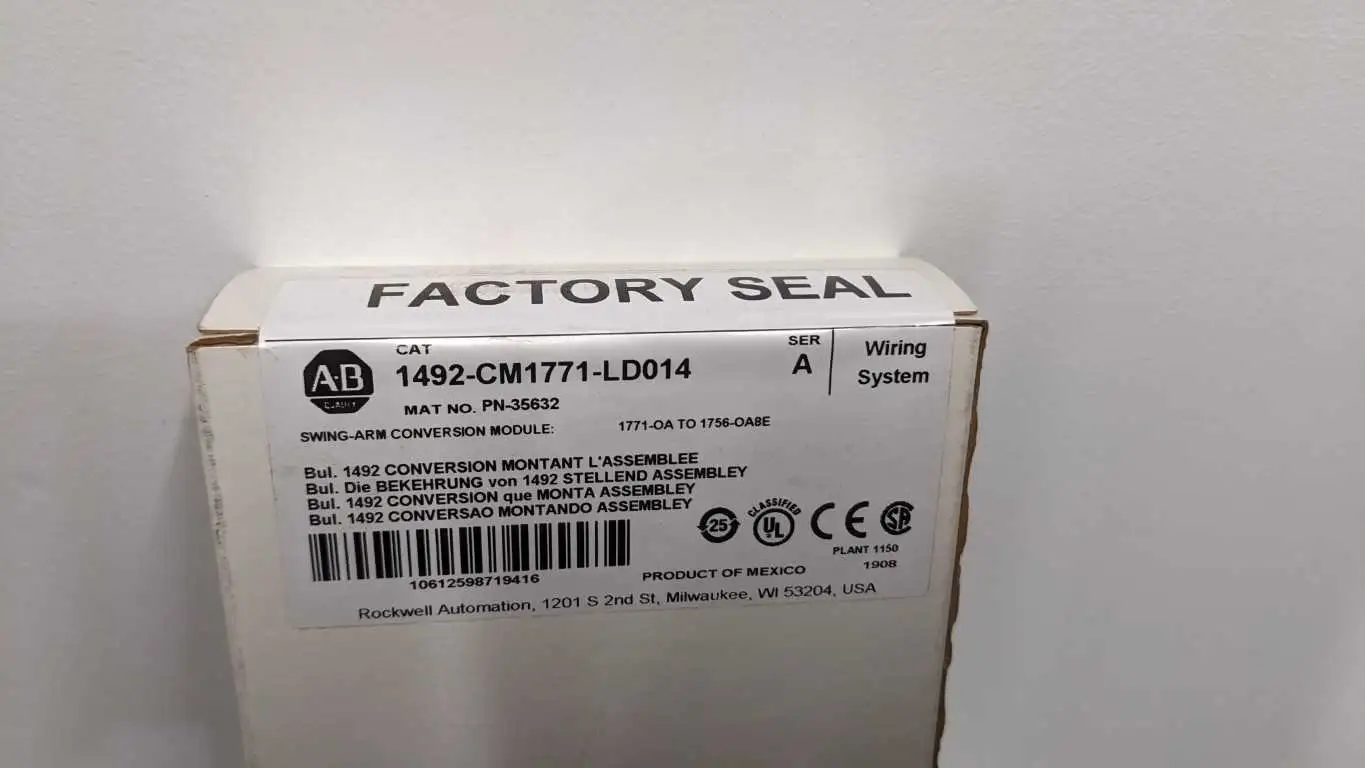 FACTORY SEAL
A-B
QUALITY
CAT
1492-CM1771-LD014
SER
A
Wiring
System
MAT NO. PN-35632
SWING-ARM CONVERSION MODULE: 1771-OA TO 1756-OA8E
Bul. 1492 CONVERSION MONTANT L'ASSEMBLEE
Bul. Die BEKEHRUNG von 1492 STELLEND ASSEMBLEY
Bul. 1492 CONVERSION que MONTA ASSEMBLEY
Bul. 1492 CONVERSAO MONTANDO ASSEMBLEY
25
CLASSIFIED
UL
CE
SA
PLANT 1150
1908
10612598719416
PRODUCT OF MEXICO
Rockwell Automation, 1201 S 2nd St, Milwaukee, WI 53204, USA